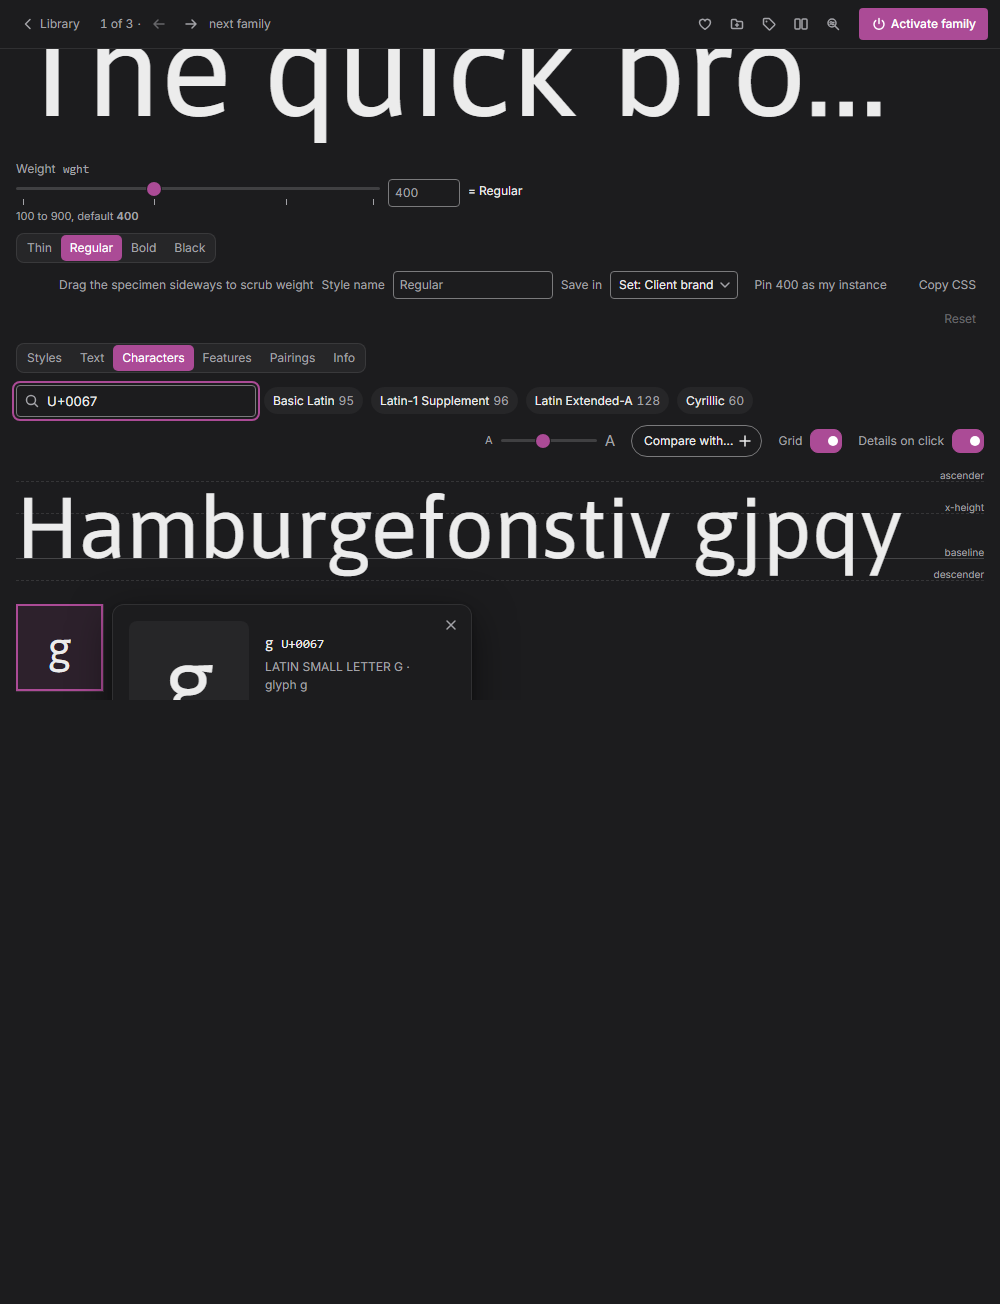 Library 1 of 3 · next family Activate family
The quick bro...
Weight wght
400 = Regular
100 to 900, default 400
Thin Regular Bold Black
Drag the specimen sideways to scrub weight Style name Regular Save in Set: Client brand Pin 400 as my instance Copy CSS
Reset
Styles Text Characters Features Pairings Info
U+0067 Basic Latin 95 Latin-1 Supplement 96 Latin Extended-A 128 Cyrillic 60
A A Compare with... Grid Details on click
ascender
x-height
Hamburgefonstiv gjpqy
baseline
descender
g
g
g U+0067
LATIN SMALL LETTER G ·
glyph g